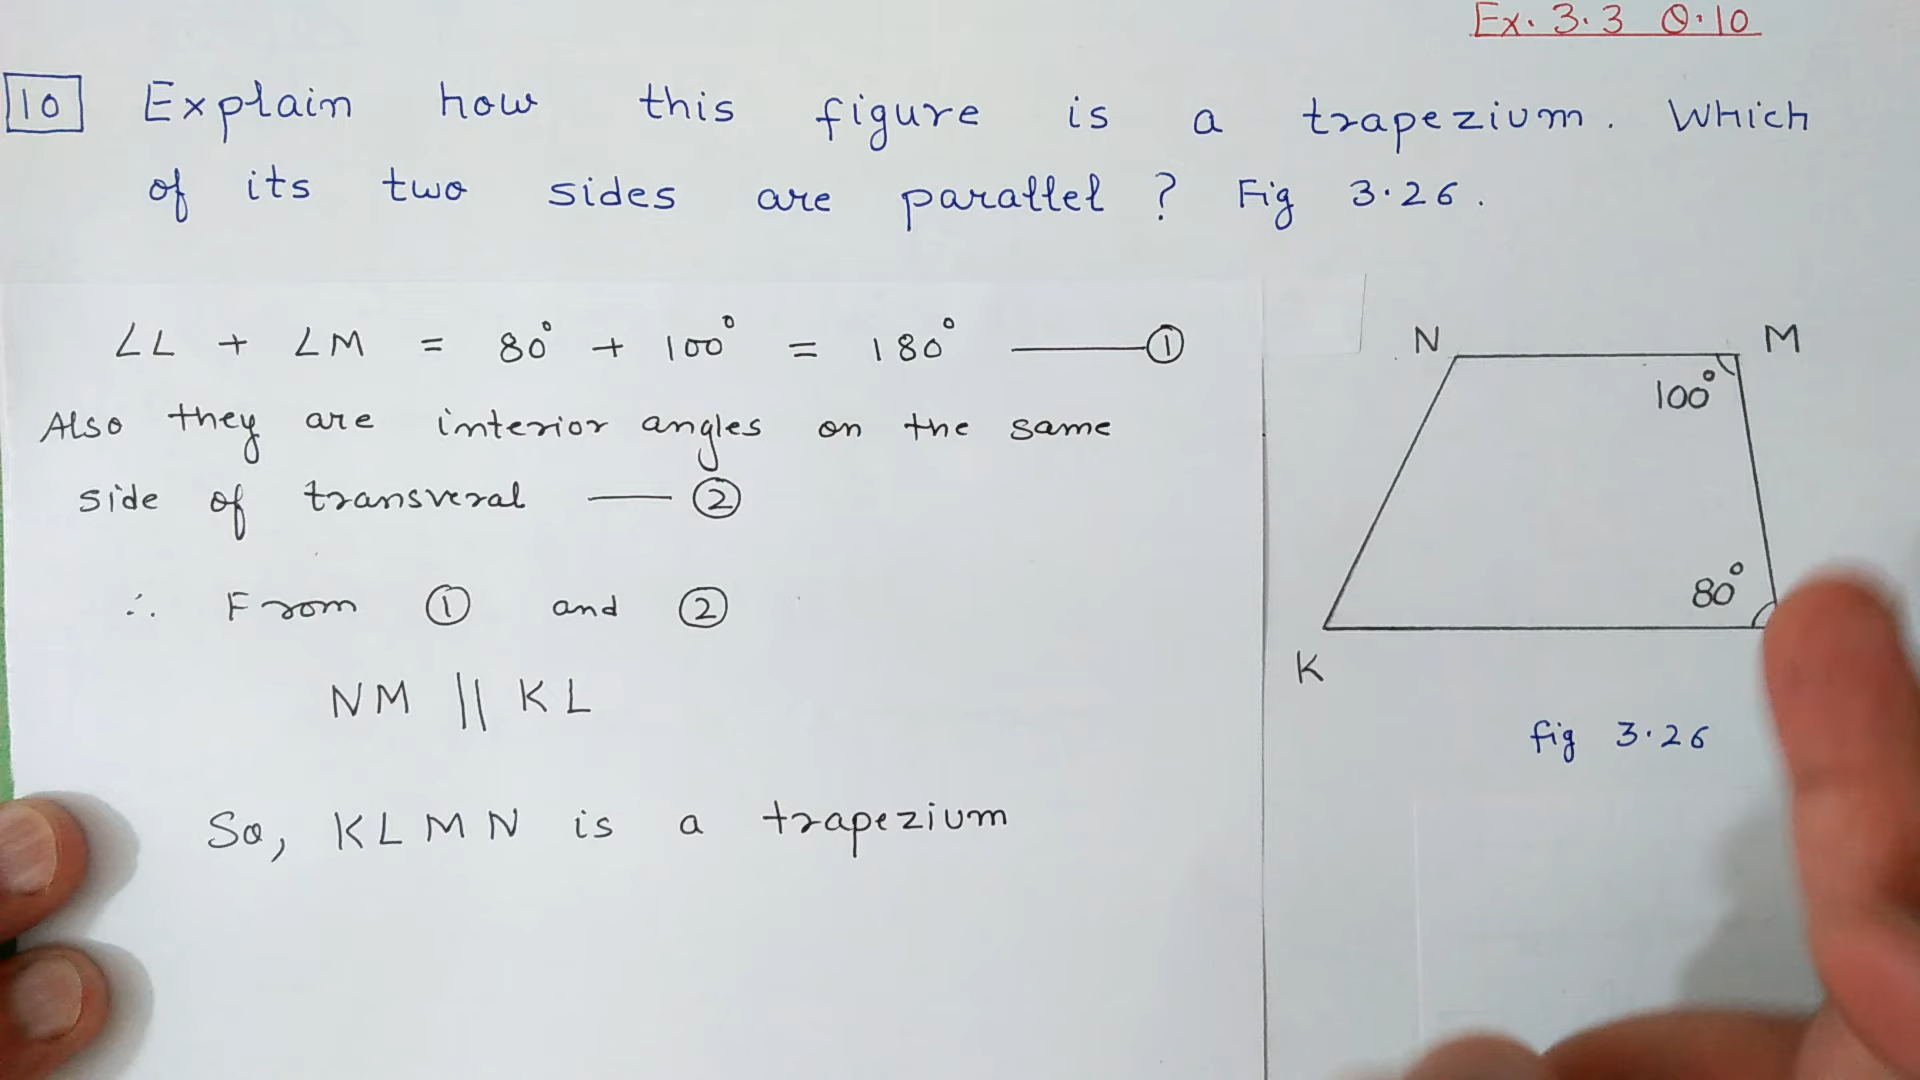 Ex. 3.3 Q.10
10 Explain how this figure is a trapezium. Which
of its two sides are parallel? Fig 3.26.
∠L + ∠M = 80° + 100° = 180° —— ①
Also they are interior angles on the same
side of transveral —— ②
∴ From ① and ②
NM || KL
So, KLMN is a trapezium
N M
100°
80°
K
fig 3.26